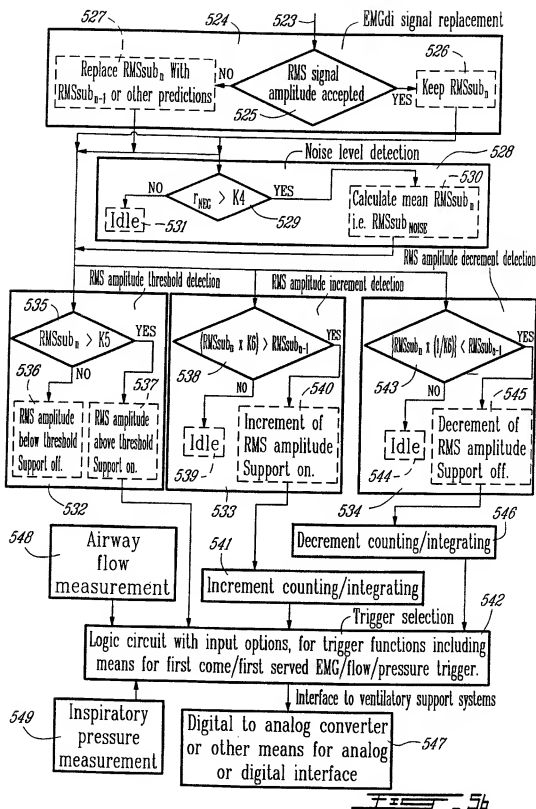 523
EMGdi signal replacement
527
524
Replace RMSsubn With
RMSsubn-1 or other predictions
NO
RMS signal
amplitude accepted
525
YES
526
Keep RMSsubn
Noise level detection
528
NO
rNEC > K4
YES
529
Idle
531
530
Calculate mean RMSsubn
i.e. RMSsubNOISE
RMS amplitude threshold detection
RMS amplitude increment detection
RMS amplitude decrement detection
535
RMSsubn > K5
YES
NO
536
537
RMS amplitude
below threshold
Support off.
RMS amplitude
above threshold
Support on.
532
(RMSsubn x K6) > RMSsubn-1
YES
538
NO
Idle
539
540
Increment of
RMS amplitude
Support on.
533
(RMSsubn x (1/K6)) < RMSsubn-1
YES
543
NO
Idle
544
545
Decrement of
RMS amplitude
Support off.
534
548
Airway
flow
measurement
541
Increment counting/integrating
546
Decrement counting/integrating
Trigger selection
542
Logic circuit with input options, for trigger functions including
means for first come/first served EMG/flow/pressure trigger.
Interface to ventilatory support systems
549
Inspiratory
pressure
measurement
Digital to analog converter
or other means for analog
or digital interface
547
FIG. 5b